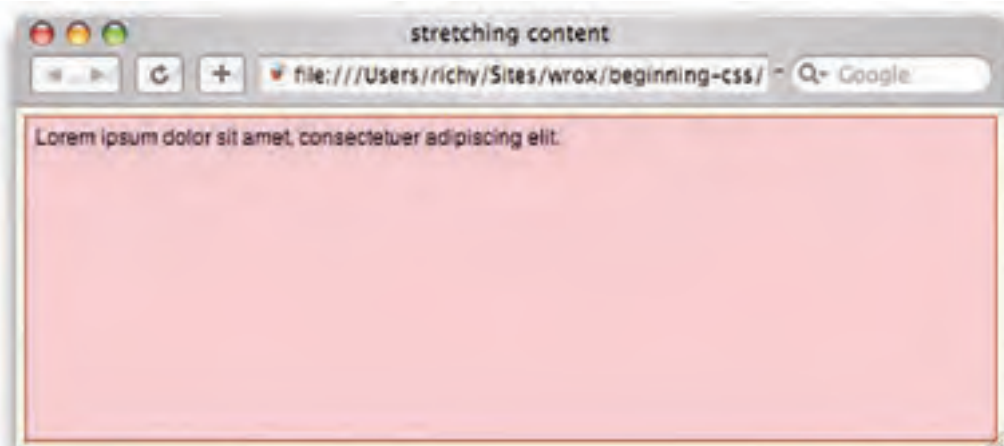 stretching content
file:///Users/richy/Sites/wrox/beginning-css/
Google
Lorem ipsum dolor sit amet, consectetuer adipiscing elit.